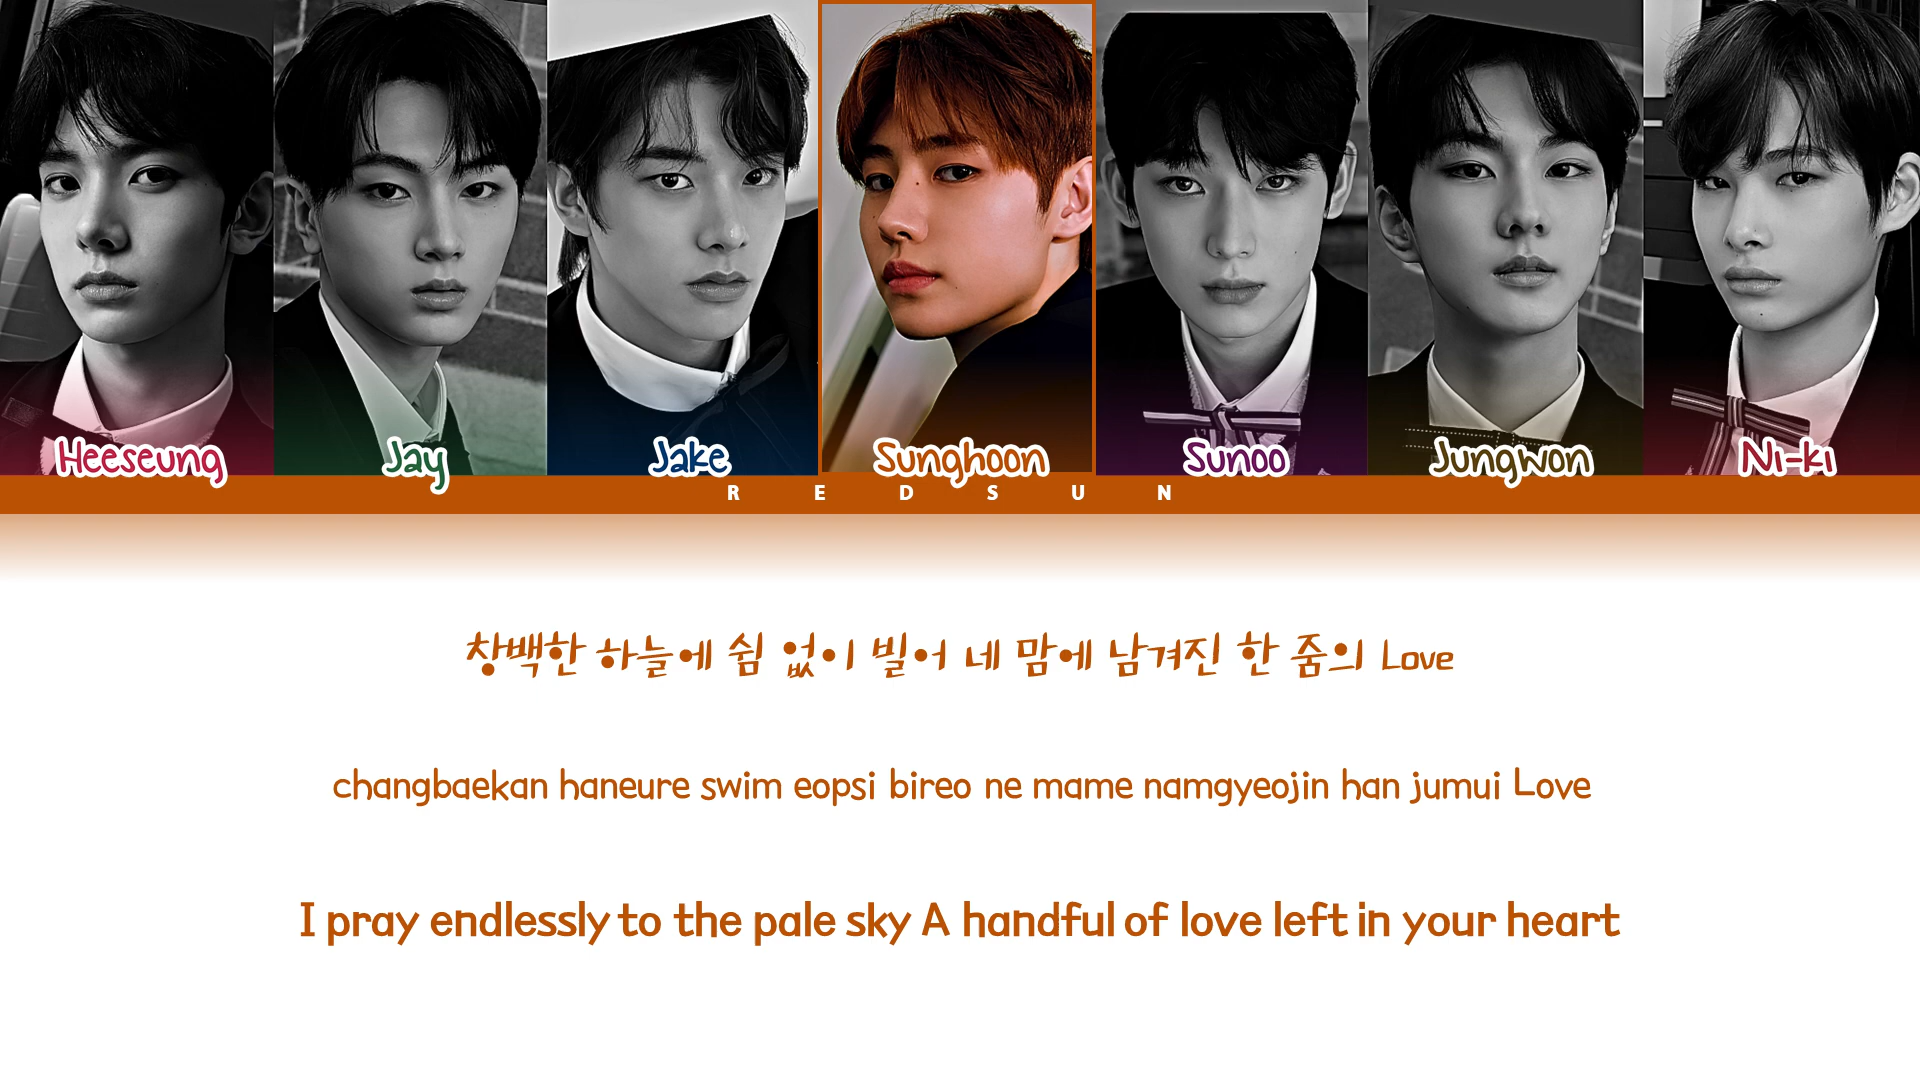 Heeseung Jay Jake Sunghoon Sunoo Jungwon Ni-ki
R E D S U N
창백한 하늘에 쉼 없이 빌어 네 맘에 남겨진 한 줌의 Love
changbaekan haneure swim eopsi bireo ne mame namgyeojin han jumui Love
I pray endlessly to the pale sky A handful of love left in your heart